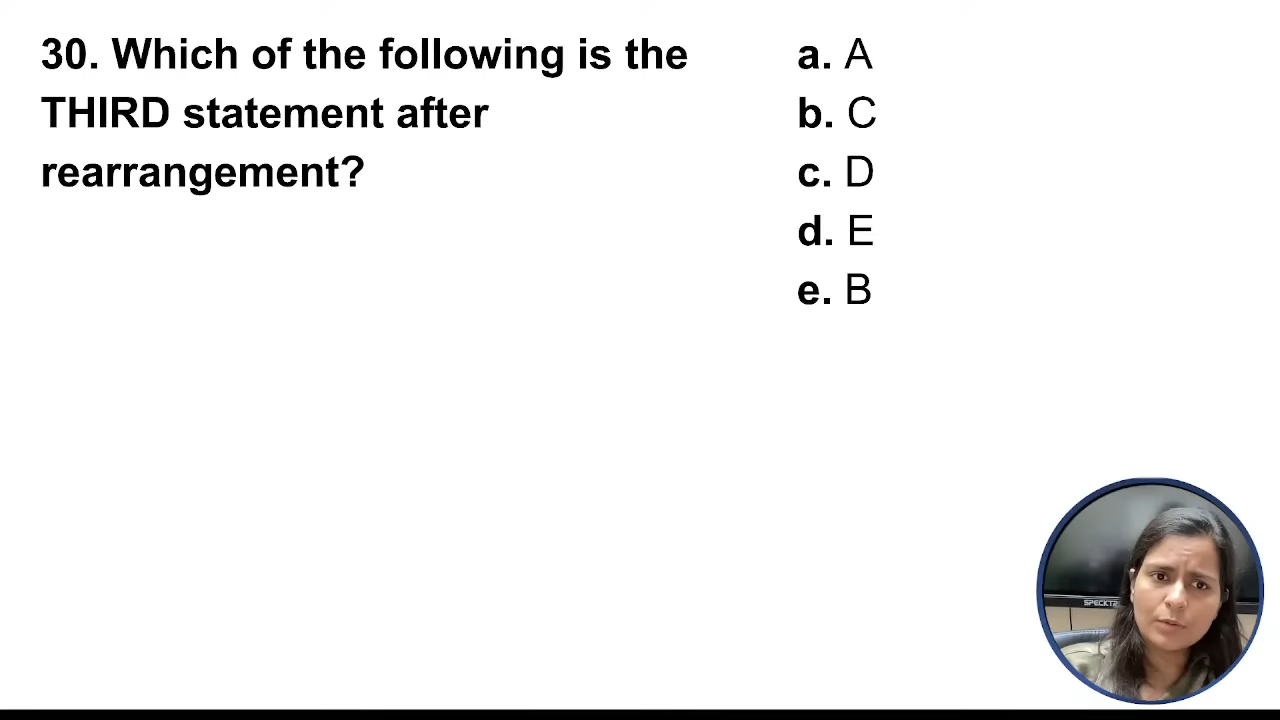 30. Which of the following is the
THIRD statement after
rearrangement?
a. A
b. C
c. D
d. E
e. B